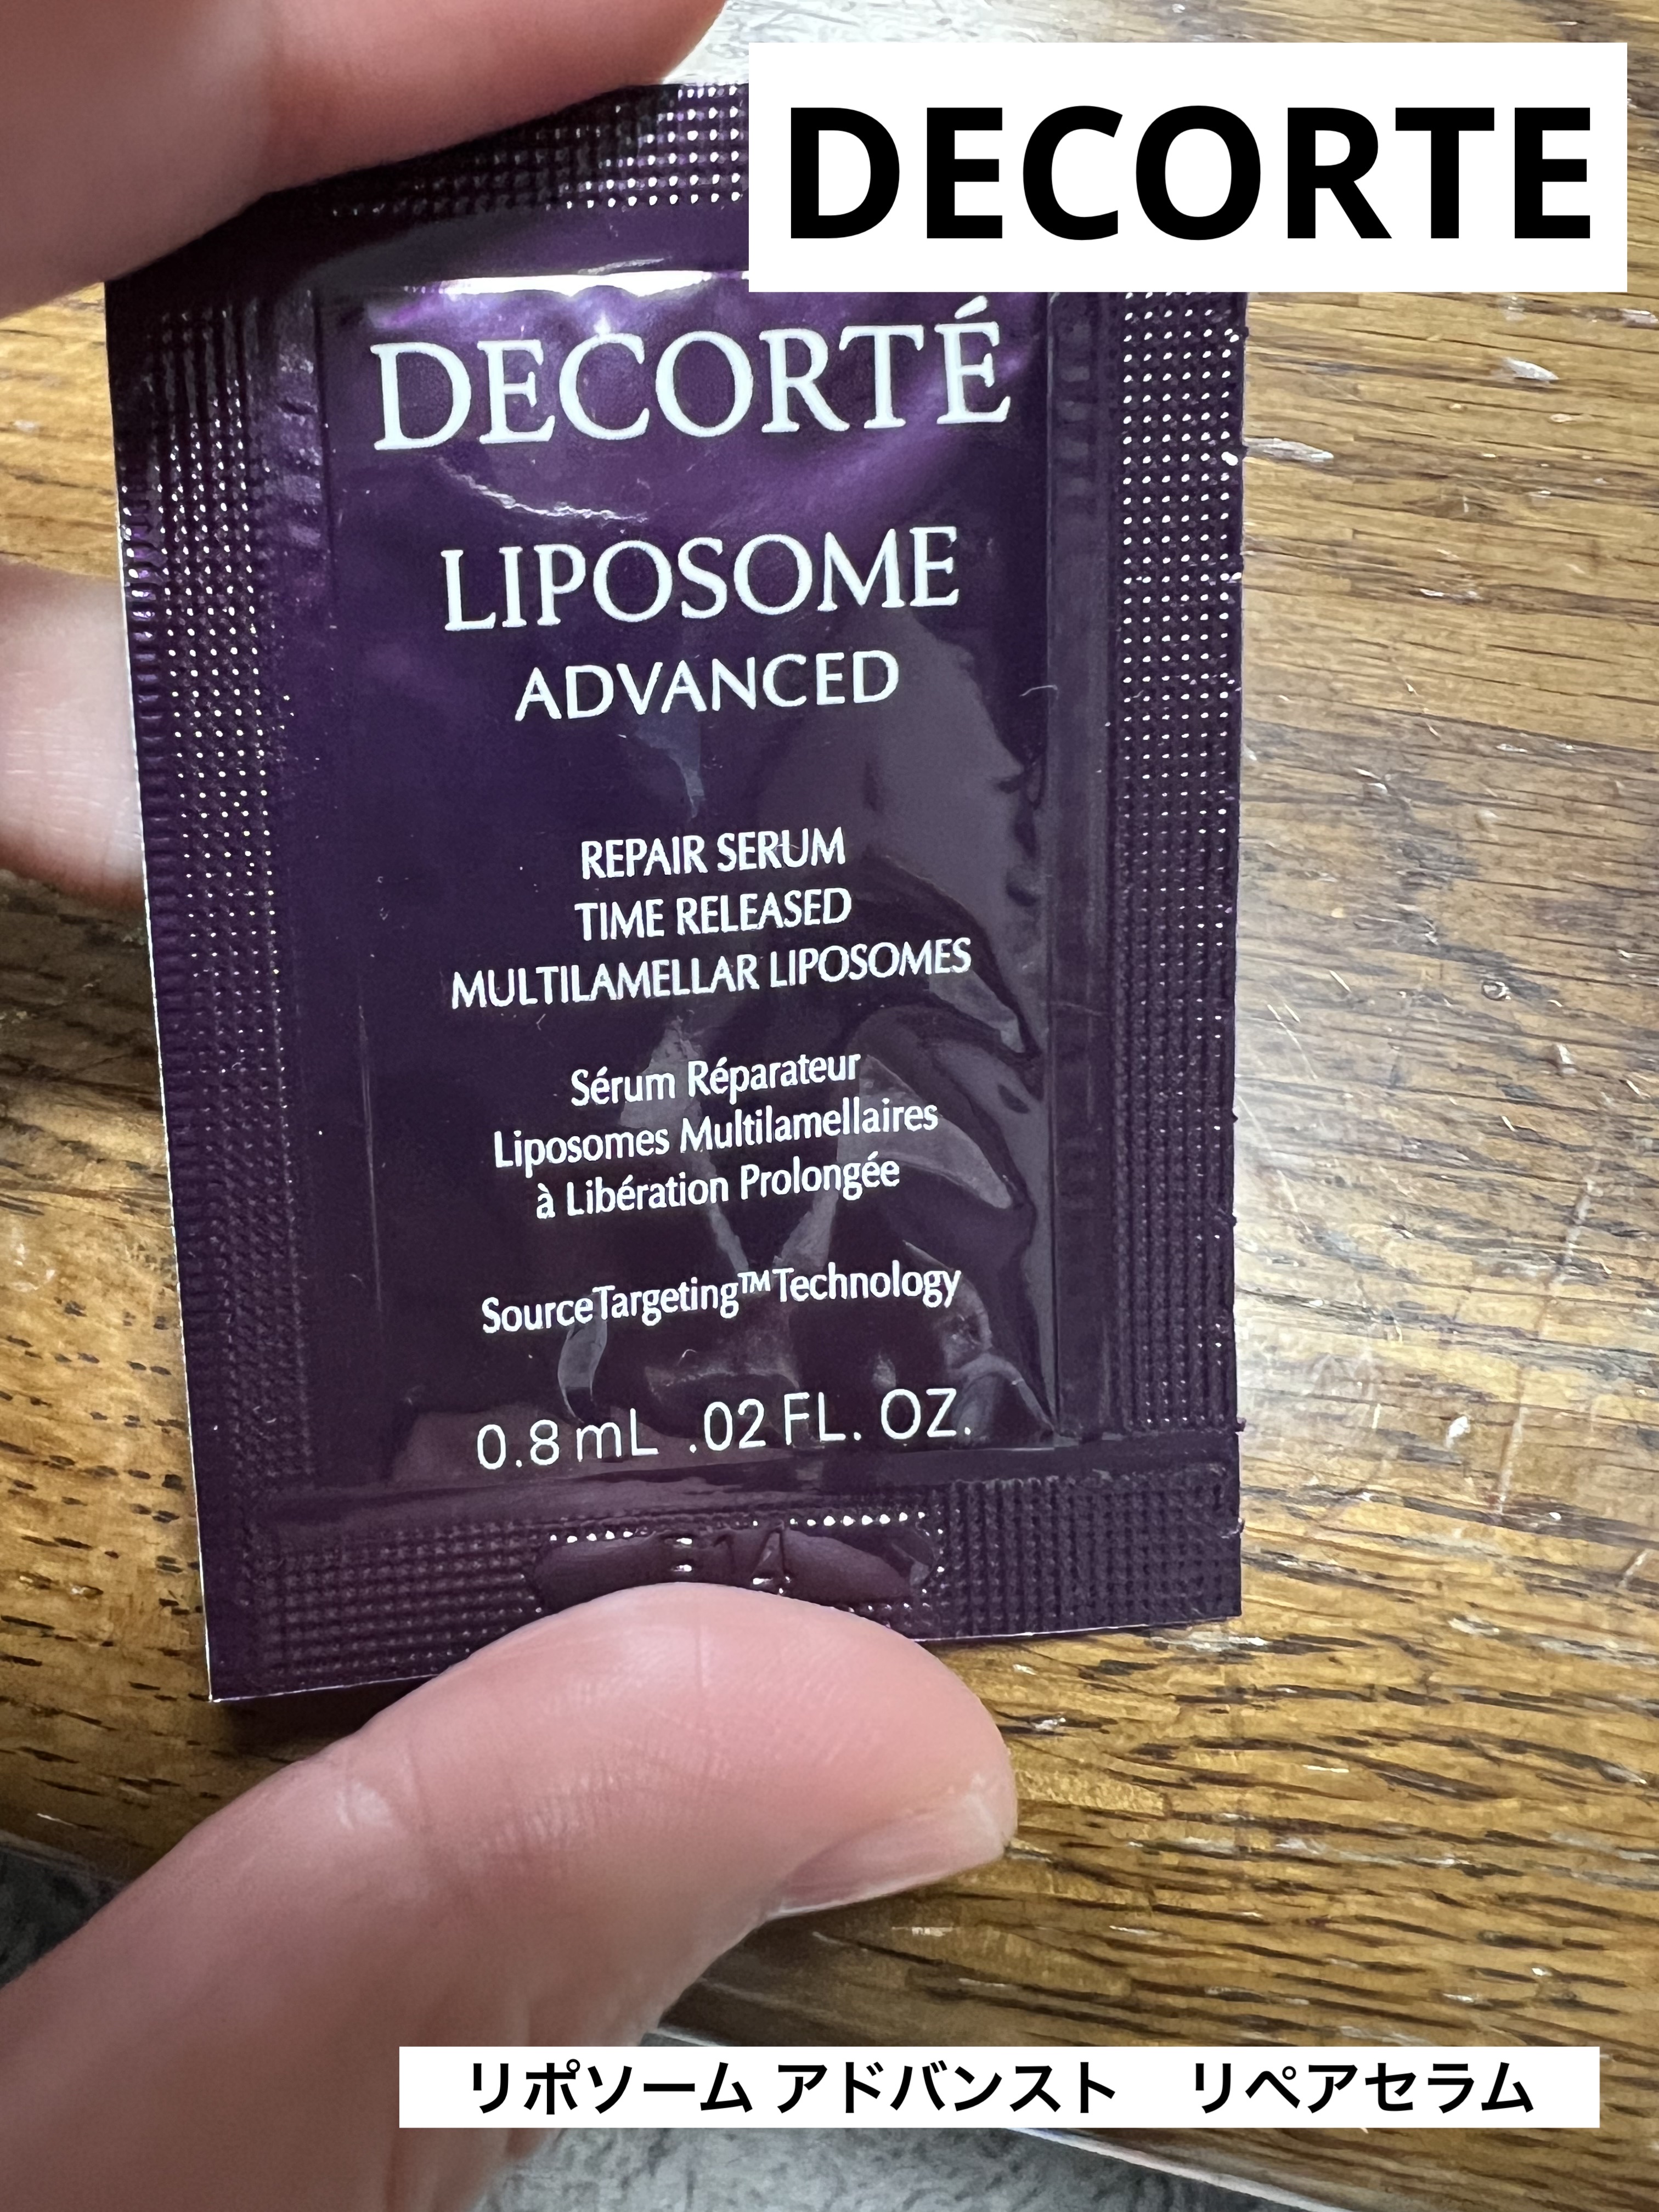 DECORTE
DECORTÉ
LIPOSOME
ADVANCED
REPAIR SERUM
TIME RELEASED
MULTILAMELLAR LIPOSOMES
Sérum Réparateur
Liposomes Multilamellaires
à Libération Prolongée
SourceTargeting™Technology
0.8mL .02 FL. OZ.
リポソーム アドバンスト　リペアセラム